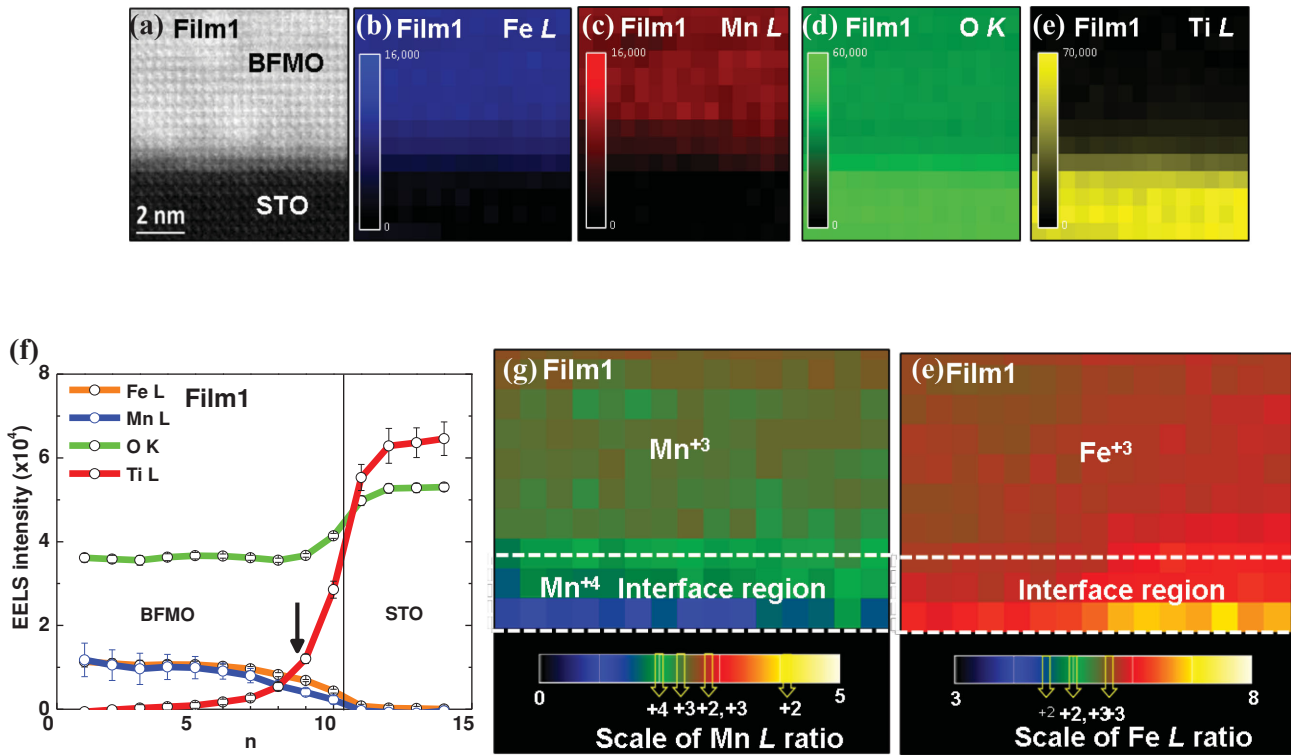 (a) Film1
BFMO
STO
2 nm
(b) Film1 Fe L
16,000
0
(c) Film1 Mn L
16,000
0
(d) Film1 O K
60,000
0
(e) Film1 Ti L
70,000
0
(f)
Film1
Fe L
Mn L
O K
Ti L
EELS intensity (x10⁴)
8
6
4
2
0
BFMO
STO
0 5 10 15
n
(g) Film1
Mn+3
Mn+4 Interface region
0 5
+4 +3 +2,+3 +2
Scale of Mn L ratio
(e) Film1
Fe+3
Interface region
3 8
+2 +2,+3 +3
Scale of Fe L ratio